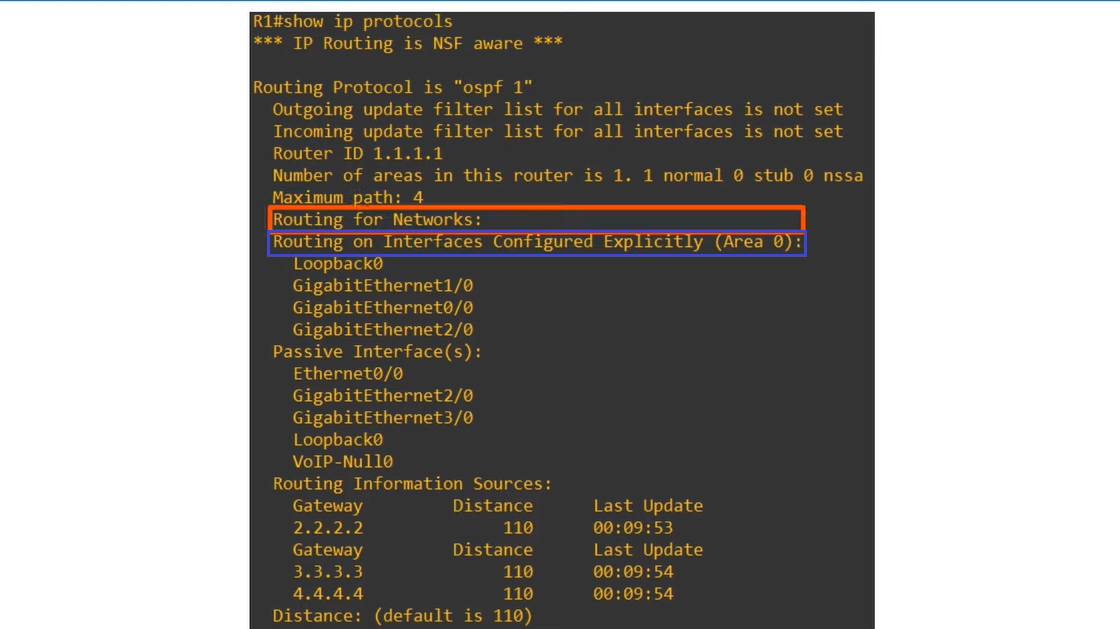 R1#show ip protocols
*** IP Routing is NSF aware ***
Routing Protocol is "ospf 1"
Outgoing update filter list for all interfaces is not set
Incoming update filter list for all interfaces is not set
Router ID 1.1.1.1
Number of areas in this router is 1. 1 normal 0 stub 0 nssa
Maximum path: 4
Routing for Networks:
Routing on Interfaces Configured Explicitly (Area 0):
Loopback0
GigabitEthernet1/0
GigabitEthernet0/0
GigabitEthernet2/0
Passive Interface(s):
Ethernet0/0
GigabitEthernet2/0
GigabitEthernet3/0
Loopback0
VoIP-Null0
Routing Information Sources:
Gateway Distance Last Update
2.2.2.2 110 00:09:53
Gateway Distance Last Update
3.3.3.3 110 00:09:54
4.4.4.4 110 00:09:54
Distance: (default is 110)